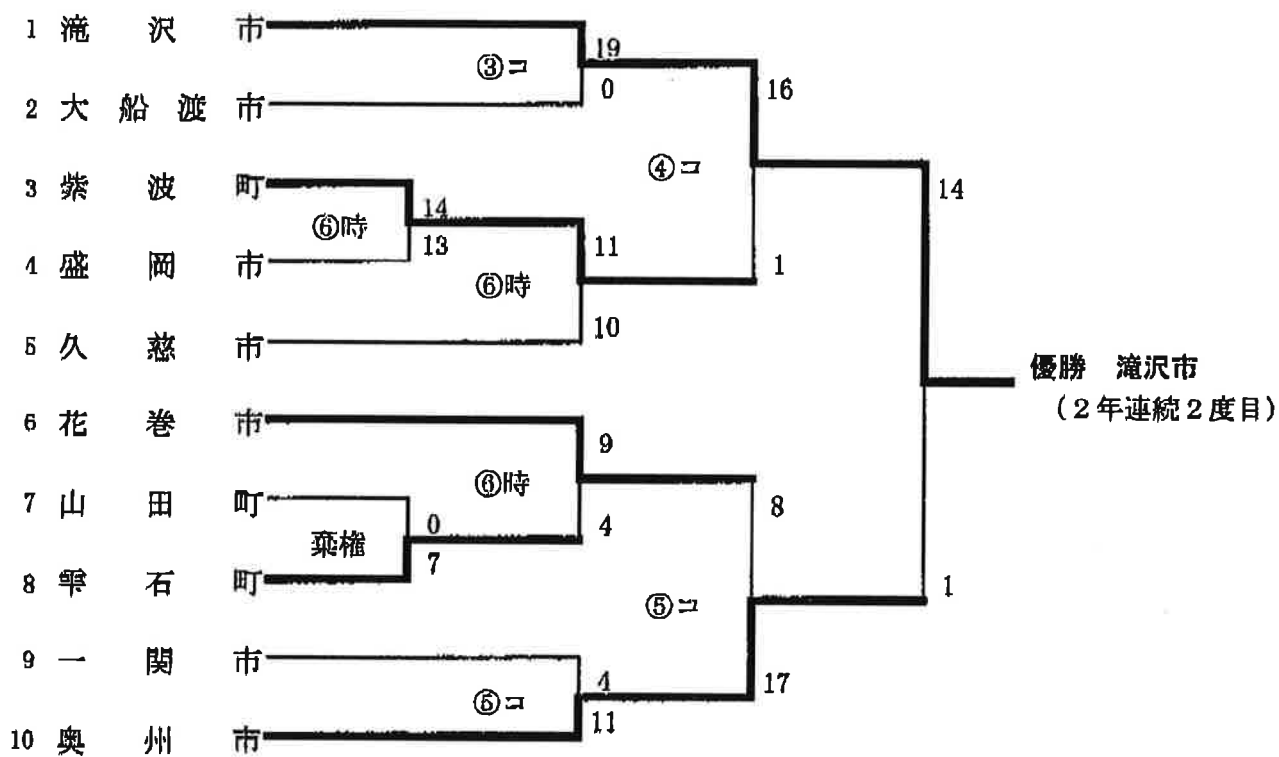 1 滝沢市
19
③コ
0
2 大船渡市
16
④コ
3 紫波町
14
14
⑥時
13
11
4 盛岡市
1
⑥時
10
5 久慈市
優勝 滝沢市
(2年連続2度目)
6 花巻市
9
⑥時
7 山田町
8
0
4
棄権
7
8 雫石町
1
⑤コ
9 一関市
4
17
⑤コ
11
10 奥州市